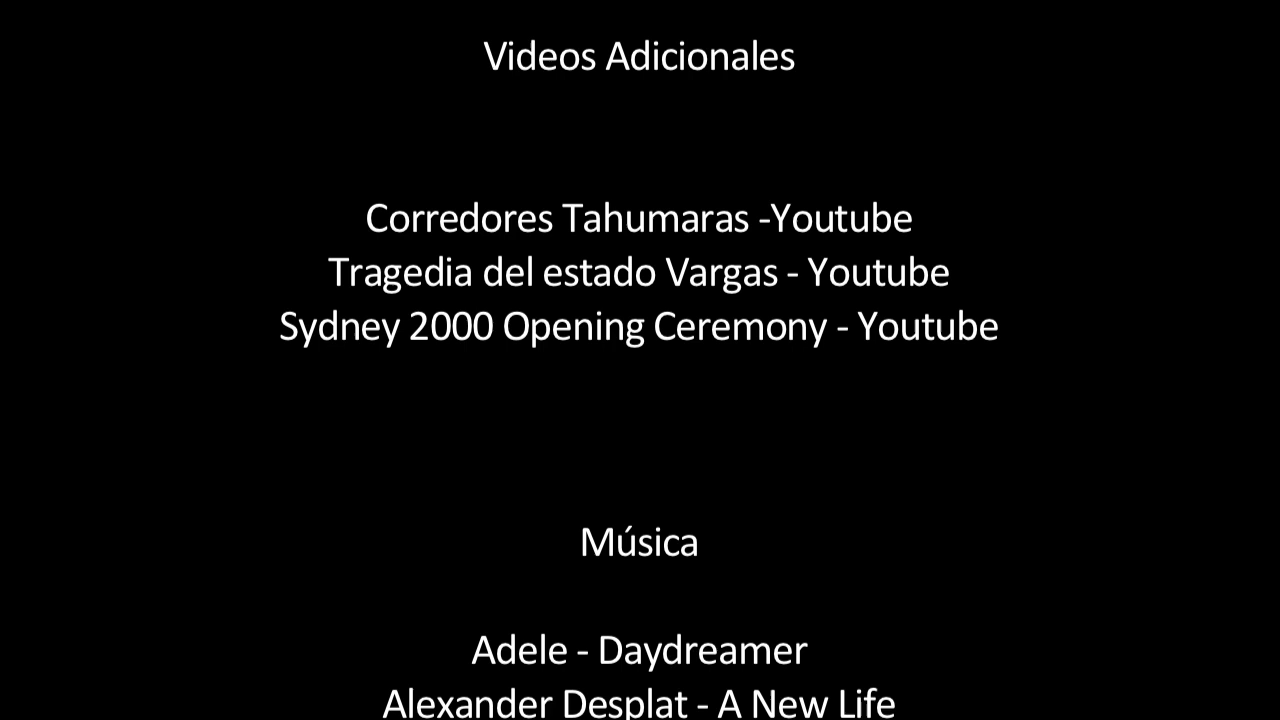 Videos Adicionales
Corredores Tahumaras -Youtube
Tragedia del estado Vargas - Youtube
Sydney 2000 Opening Ceremony - Youtube
Música
Adele - Daydreamer
Alexander Desplat - A New Life